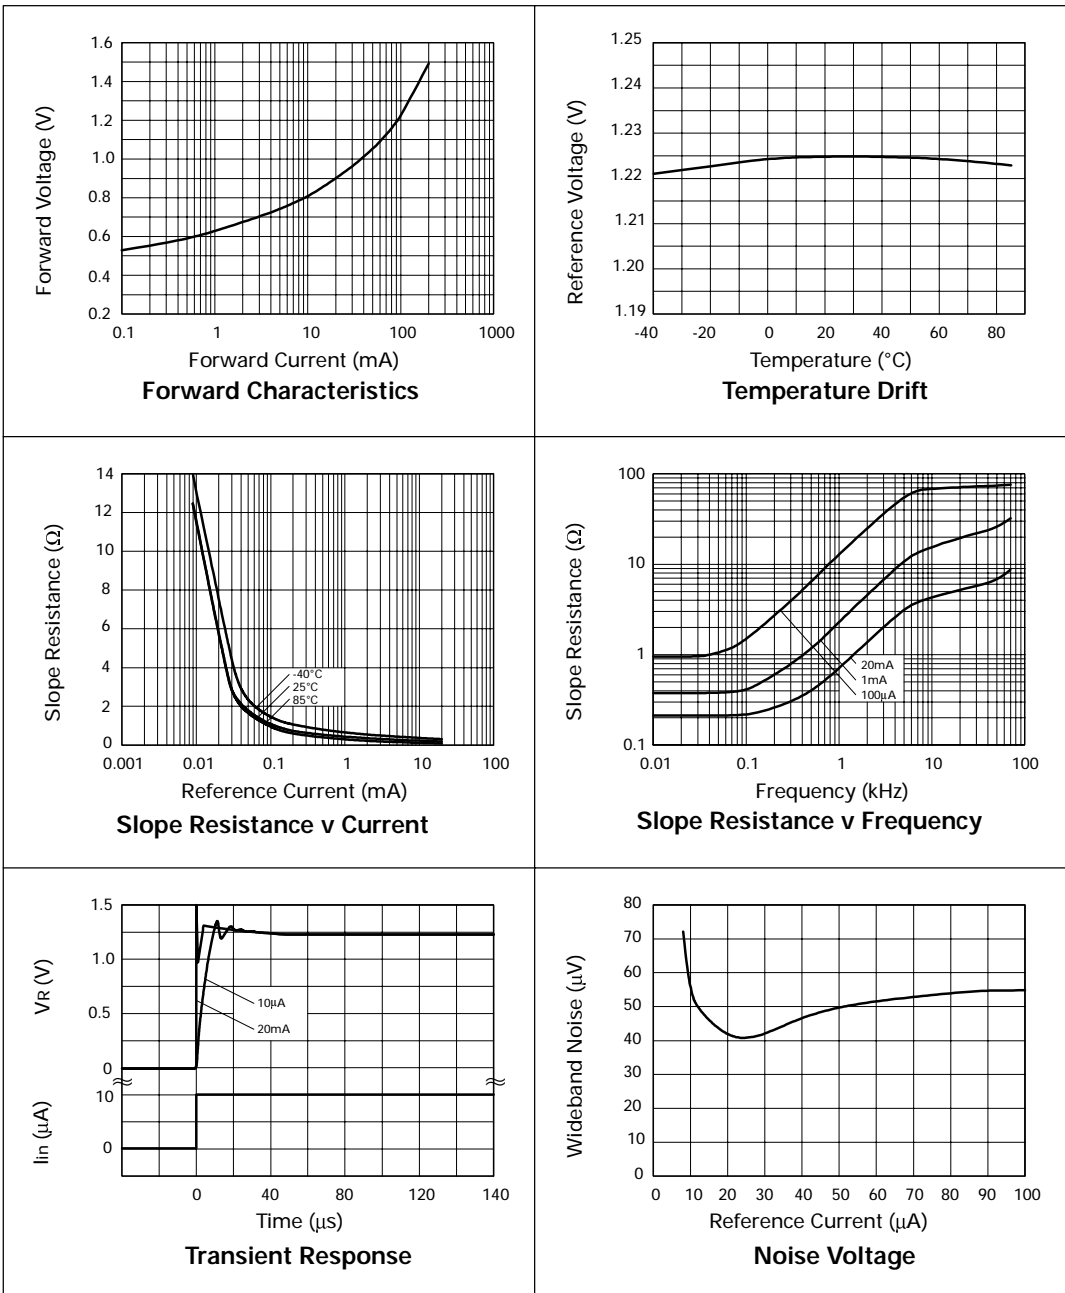 1.6
1.4
1.2
1.0
0.8
0.6
0.4
0.2
Forward Voltage (V)
0.1 1 10 100 1000
Forward Current (mA)
Forward Characteristics
1.25
1.24
1.23
1.22
1.21
1.20
1.19
Reference Voltage (V)
-40 -20 0 20 40 60 80
Temperature (°C)
Temperature Drift
14
12
10
8
6
4
2
0
Slope Resistance (Ω)
-40°C
25°C
85°C
0.001 0.01 0.1 1 10 100
Reference Current (mA)
Slope Resistance v Current
100
10
1
0.1
Slope Resistance (Ω)
20mA
1mA
100µA
0.01 0.1 1 10 100
Frequency (kHz)
Slope Resistance v Frequency
1.5
1.0
0.5
0
VR (V)
10µA
20mA
10
0
Iin (µA)
0 40 80 120 140
Time (µs)
Transient Response
80
70
60
50
40
30
20
10
0
Wideband Noise (µV)
0 10 20 30 40 50 60 70 80 90 100
Reference Current (µA)
Noise Voltage